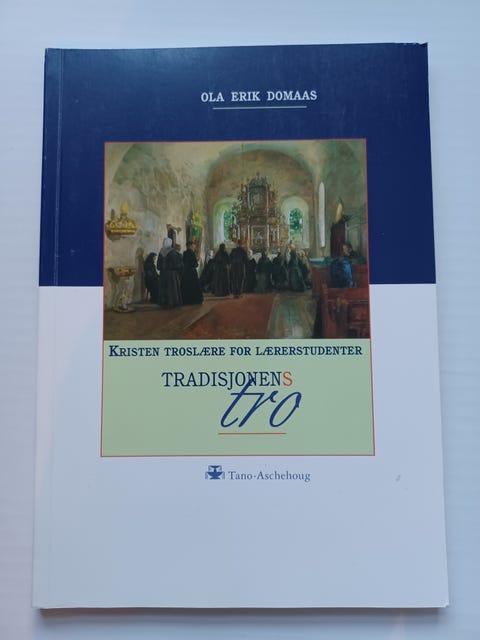 OLA ERIK DOMAAS
KRISTEN TROSLÆRE FOR LÆRERSTUDENTER
TRADISJONENS
tro
Tano-Aschehoug